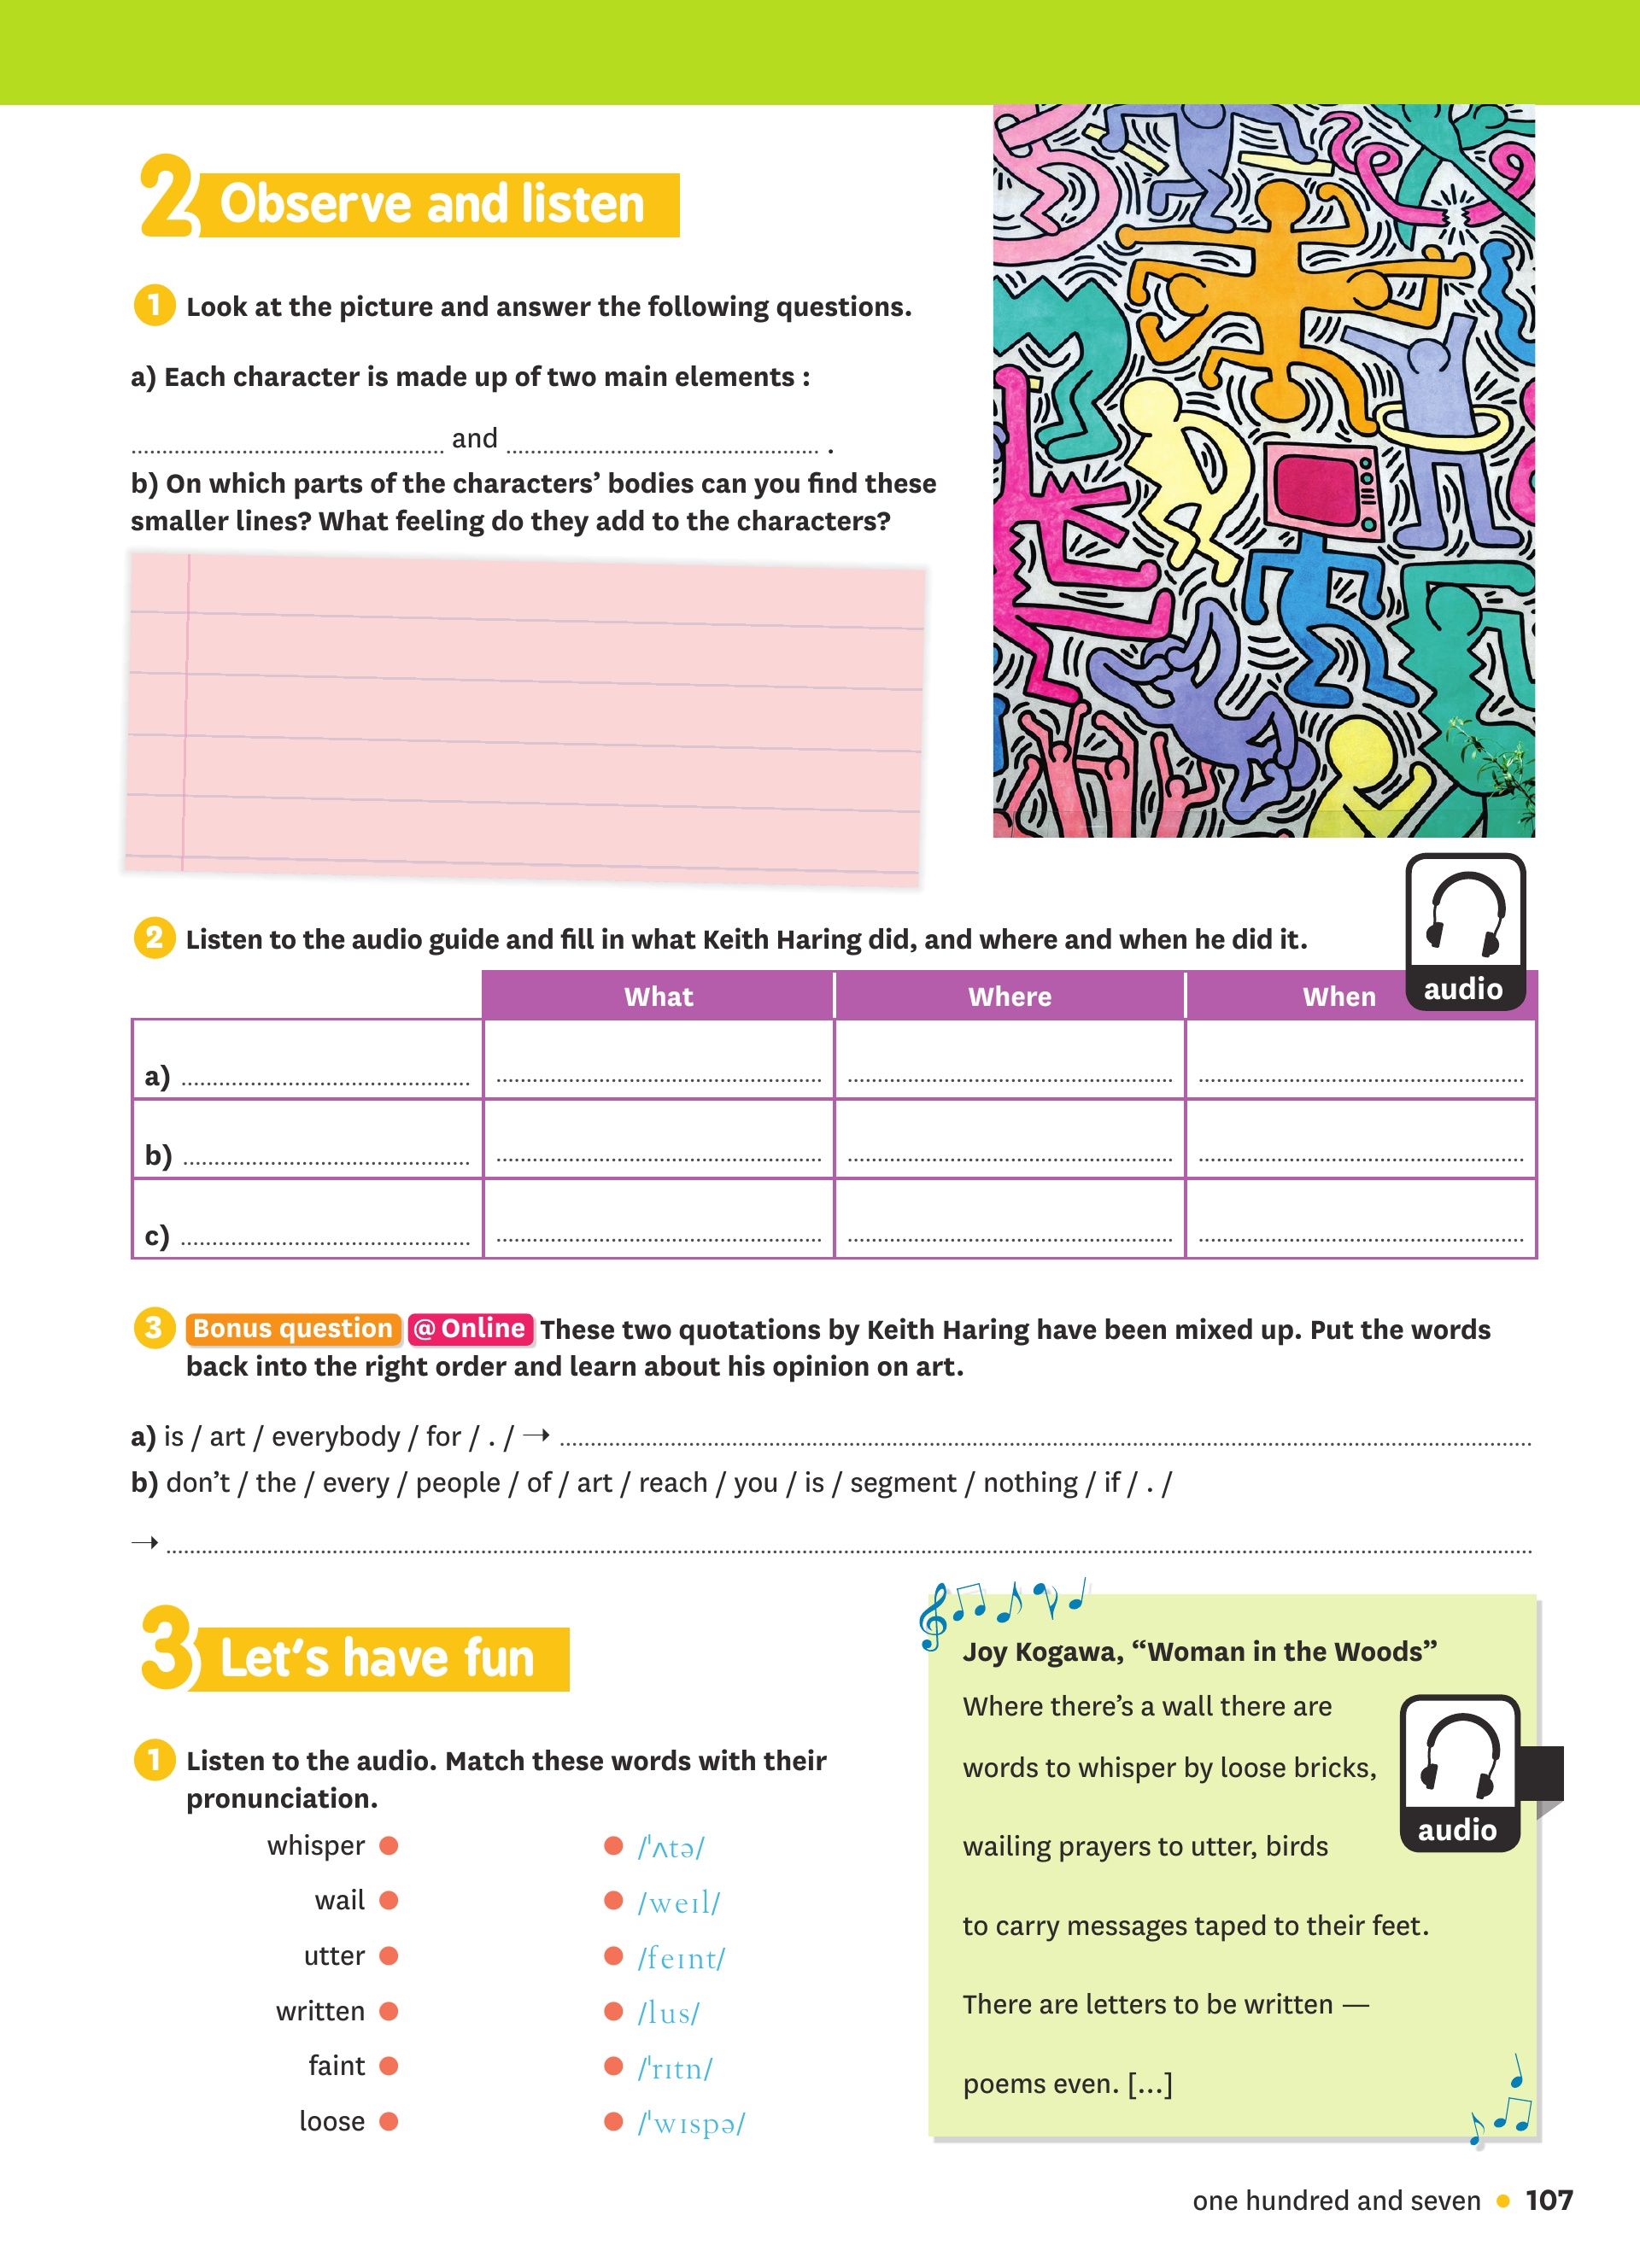 2 Observe and listen
1 Look at the picture and answer the following questions.
a) Each character is made up of two main elements :
........................................ and ........................................ .
b) On which parts of the characters’ bodies can you find these
smaller lines? What feeling do they add to the characters?
2 Listen to the audio guide and fill in what Keith Haring did, and where and when he did it.
audio
What Where When
a) ........................................
b) ........................................
c) ........................................
3 Bonus question @ Online These two quotations by Keith Haring have been mixed up. Put the words
back into the right order and learn about his opinion on art.
a) is / art / everybody / for / . / → ........................................
b) don’t / the / every / people / of / art / reach / you / is / segment / nothing / if / . /
→ ........................................
3 Let’s have fun
1 Listen to the audio. Match these words with their
pronunciation.
whisper • • /ˈʌtə/
wail • • /weɪl/
utter • • /feɪnt/
written • • /lus/
faint • • /ˈrɪtn/
loose • • /ˈwɪspə/
Joy Kogawa, “Woman in the Woods”
Where there’s a wall there are
words to whisper by loose bricks,
wailing prayers to utter, birds
to carry messages taped to their feet.
There are letters to be written —
poems even. [...]
audio
one hundred and seven • 107